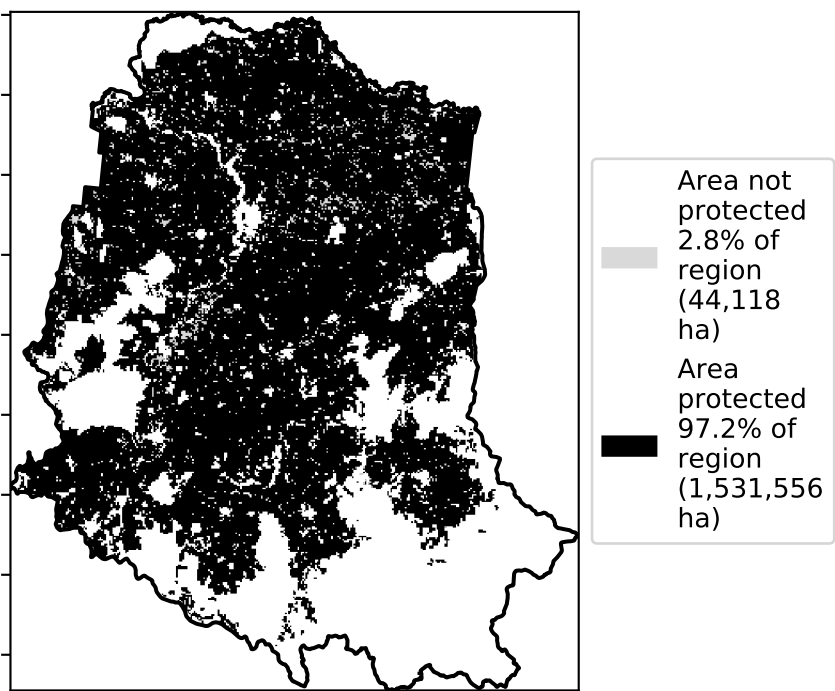 Area not
protected
2.8% of
region
(44,118
ha)
Area
protected
97.2% of
region
(1,531,556
ha)